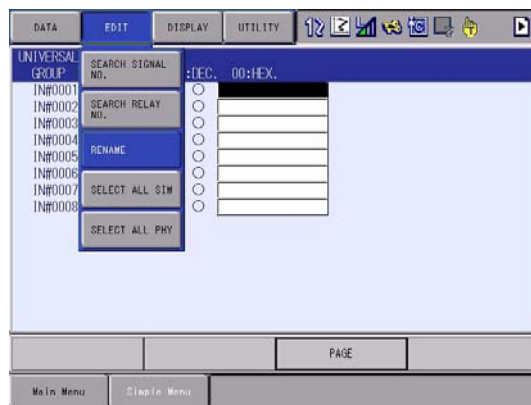 DATA
EDIT
DISPLAY
UTILITY
UNIVERSAL
GROUP
:DEC.
00:HEX.
IN#0001
IN#0002
IN#0003
IN#0004
IN#0005
IN#0006
IN#0007
IN#0008
SEARCH SIGNAL
NO.
SEARCH RELAY
NO.
RENAME
SELECT ALL SIM
SELECT ALL PHY
PAGE
Main Menu
Simple Menu